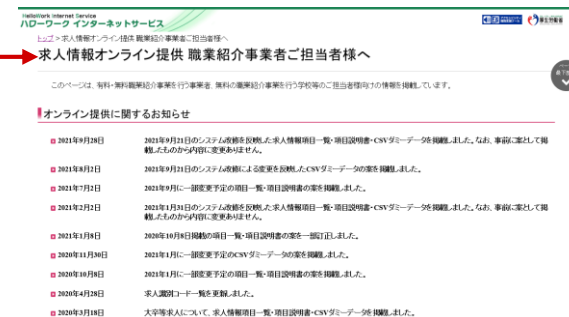 HelloWork Internet Service
ハローワーク インターネットサービス
厚生労働省
トップ > 求人情報オンライン提供 職業紹介事業者ご担当者様へ
求人情報オンライン提供 職業紹介事業者ご担当者様へ
このページは、有料・無料職業紹介事業を行う事業者、無料の職業紹介事業を行う学校等のご担当者様向けの情報を掲載しています。
オンライン提供に関するお知らせ
2021年9月28日 2021年9月21日のシステム改修を反映した求人情報項目一覧・項目説明書・CSVダミーデータを掲載しました。なお、事前に案として掲
載したものから内容に変更ありません。
2021年8月2日 2021年9月21日のシステム改修による変更を反映したCSVダミーデータの案を掲載しました。
2021年7月2日 2021年9月に一部変更予定の項目一覧・項目説明書の案を掲載しました。
2021年2月2日 2021年1月31日のシステム改修を反映した求人情報項目一覧・項目説明書・CSVダミーデータを掲載しました。なお、事前に案として掲
載したものから内容に変更ありません。
2021年1月8日 2020年10月8日掲載の項目一覧・項目説明書の案を一部訂正しました。
2020年11月30日 2021年1月に一部変更予定のCSVダミーデータの案を掲載しました。
2020年10月8日 2021年1月に一部変更予定の項目一覧・項目説明書の案を掲載しました。
2020年4月28日 求人識別コード一覧を更新しました。
2020年3月18日 大卒等求人について、求人情報項目一覧・項目説明書・CSVダミーデータを掲載しました。